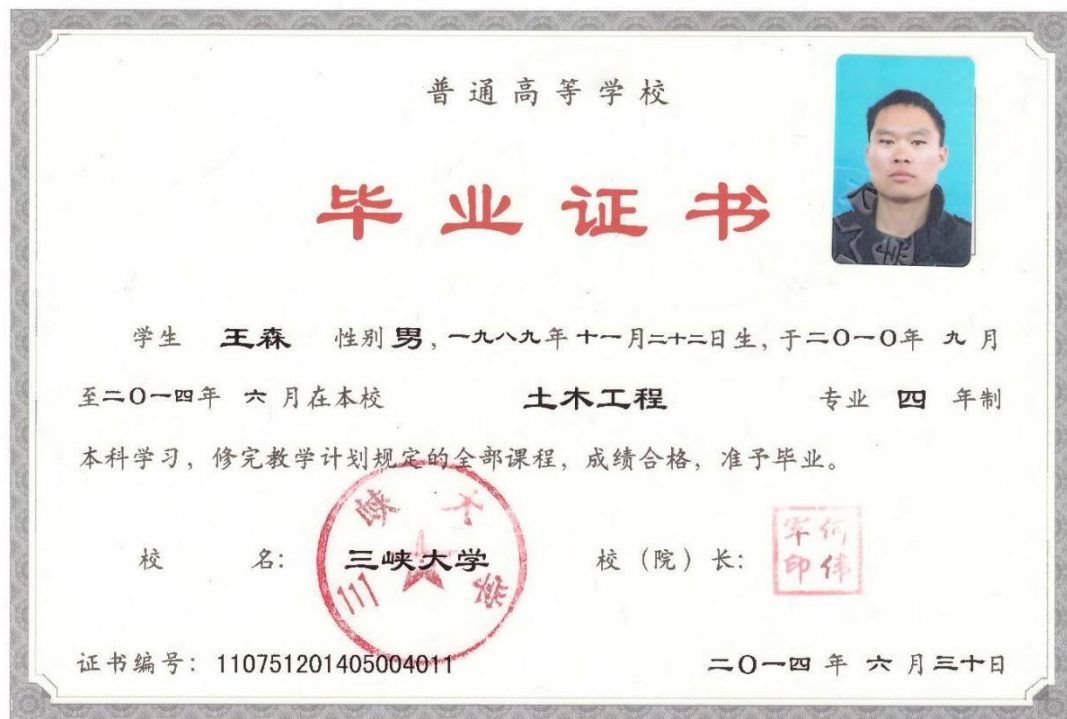 普通高等学校
毕业证书
学生 王森 性别 男，一九八九年 十一月二十二日生，于二〇一〇年 九 月
至二〇一四年 六 月在本校 土木工程 专业 四 年制
本科学习，修完教学计划规定的全部课程，成绩合格，准予毕业。
校 名： 三峡大学 校（院）长： 何伟军印
三峡大学
证书编号：110751201405004011 二〇一四 年 六 月三十日